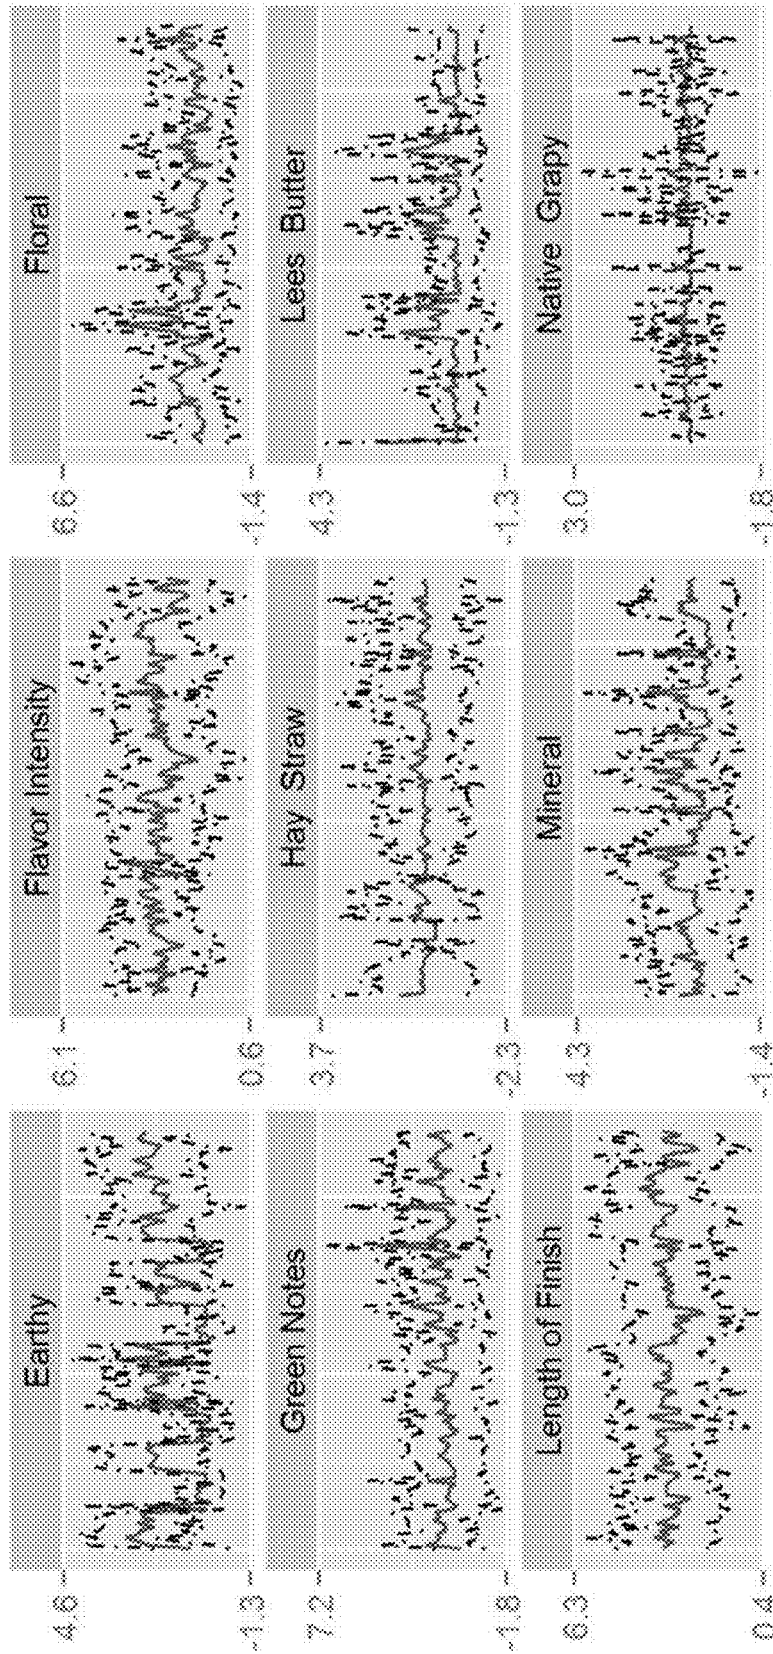 Earthy
4.6
-1.3
Flavor Intensity
6.1
0.6
Floral
6.6
-1.4
Green Notes
7.2
-1.8
Hay Straw
3.7
-2.3
Lees Butter
4.3
-1.3
Length of Finish
6.3
0.4
Mineral
4.3
-1.4
Native Grapy
3.0
-1.8